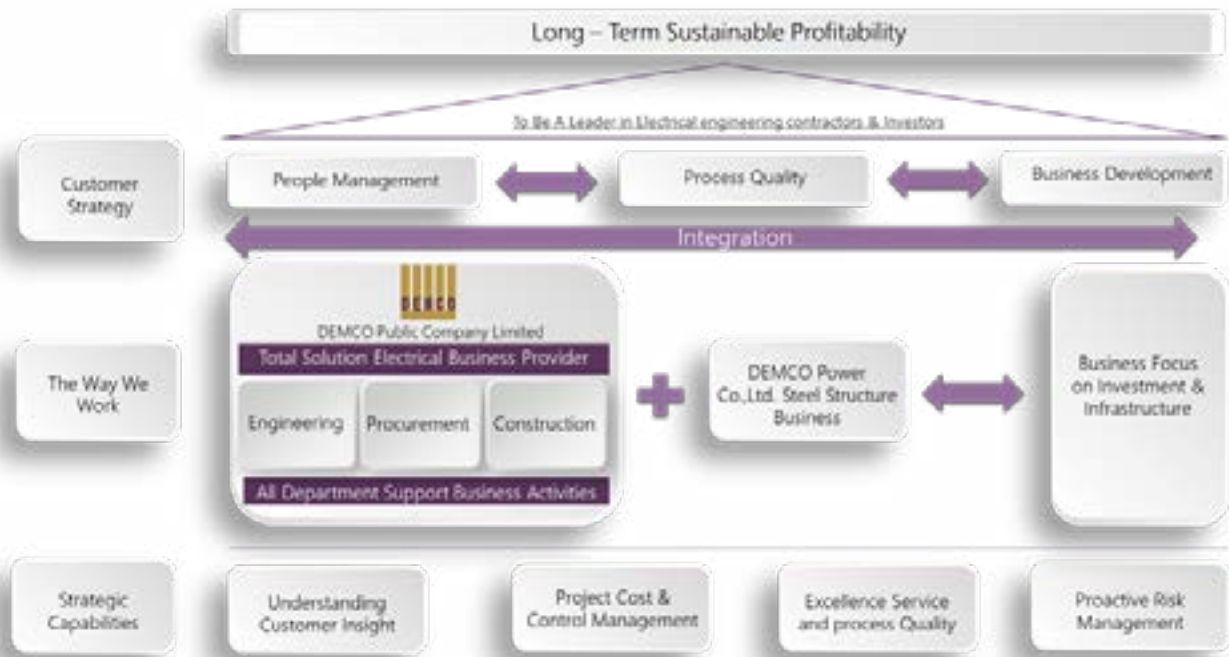 Long – Term Sustainable Profitability
To Be A Leader in Electrical engineering contractors & Investors
Customer
Strategy
People Management
Process Quality
Business Development
Integration
The Way We
Work
DEMCO
DEMCO Public Company Limited
Total Solution Electrical Business Provider
Engineering
Procurement
Construction
All Department Support Business Activities
DEMCO Power
Co.,Ltd. Steel Structure
Business
Business Focus
on Investment &
Infrastructure
Strategic
Capabilities
Understanding
Customer Insight
Project Cost &
Control Management
Excellence Service
and process Quality
Proactive Risk
Management